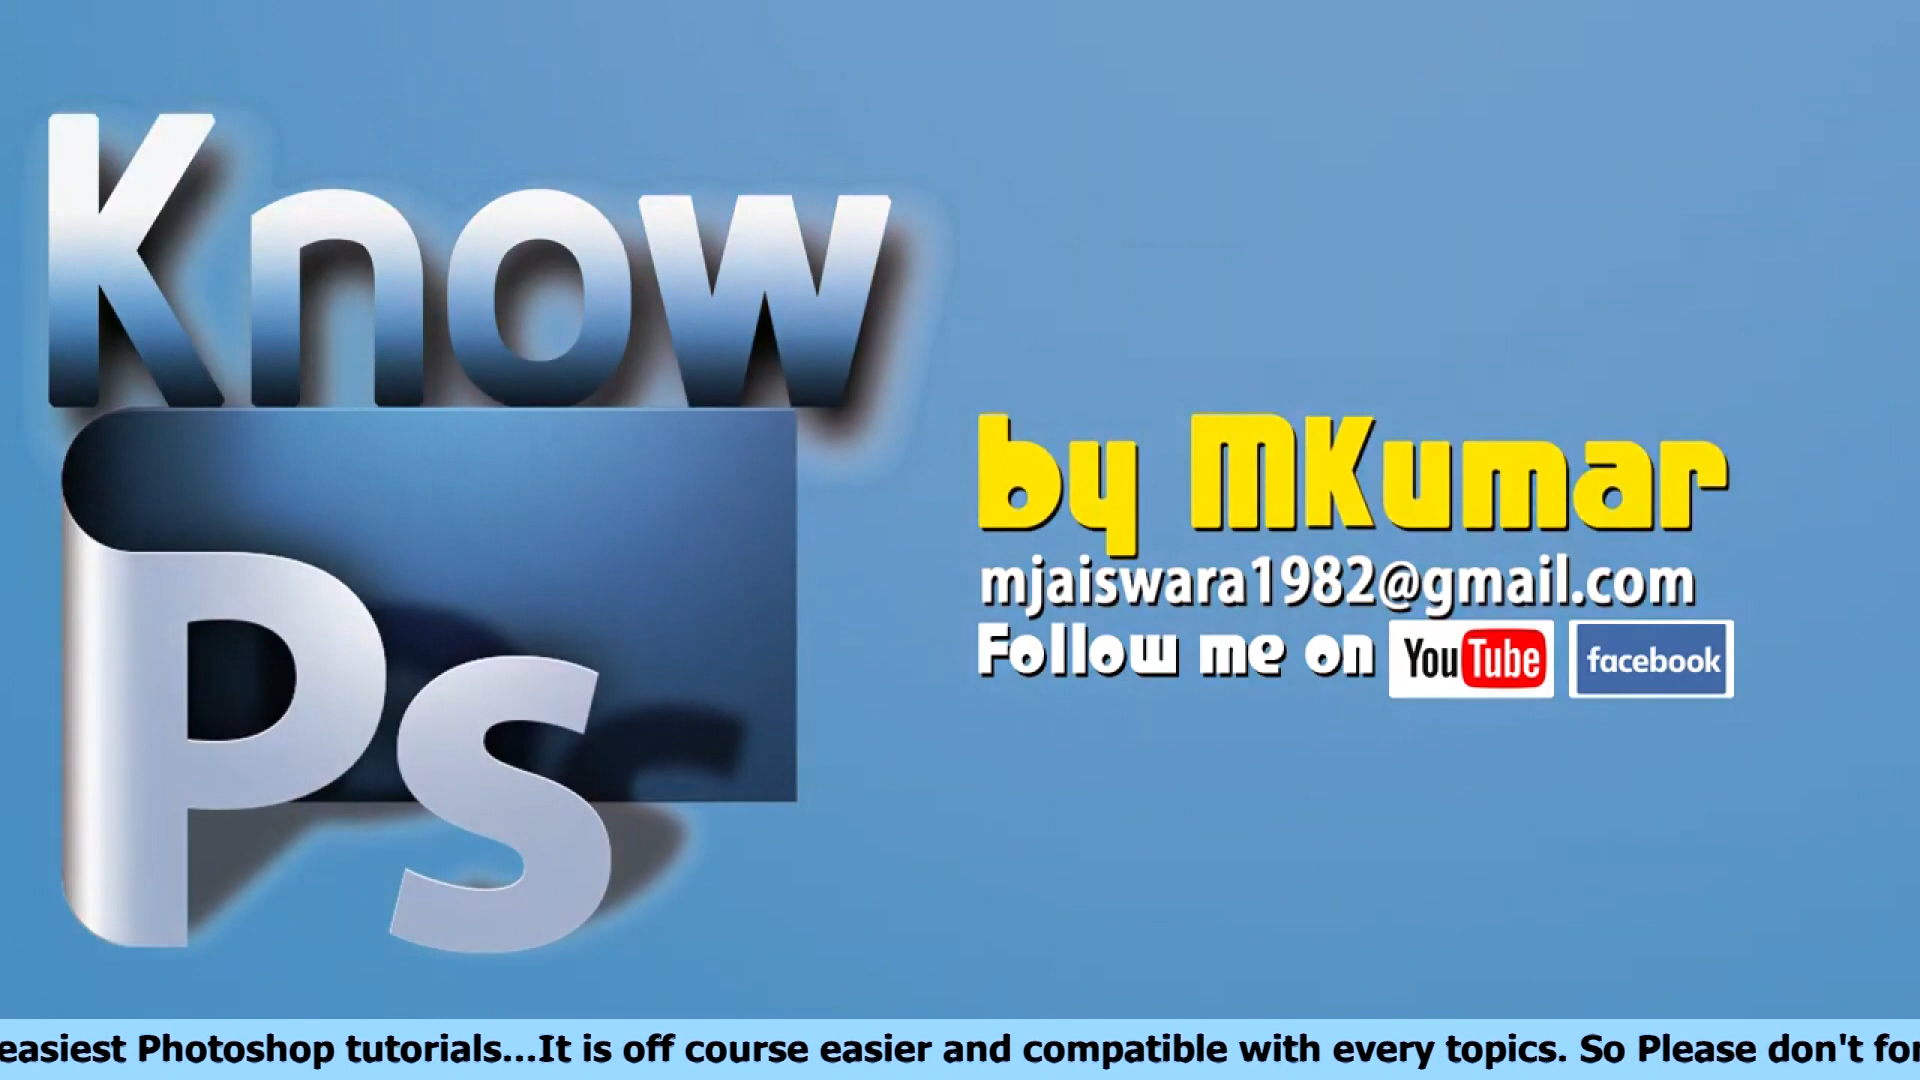 Know
Ps
by MKumar
mjaiswara1982@gmail.com
Follow me on YouTube facebook
easiest Photoshop tutorials...It is off course easier and compatible with every topics. So Please don't for